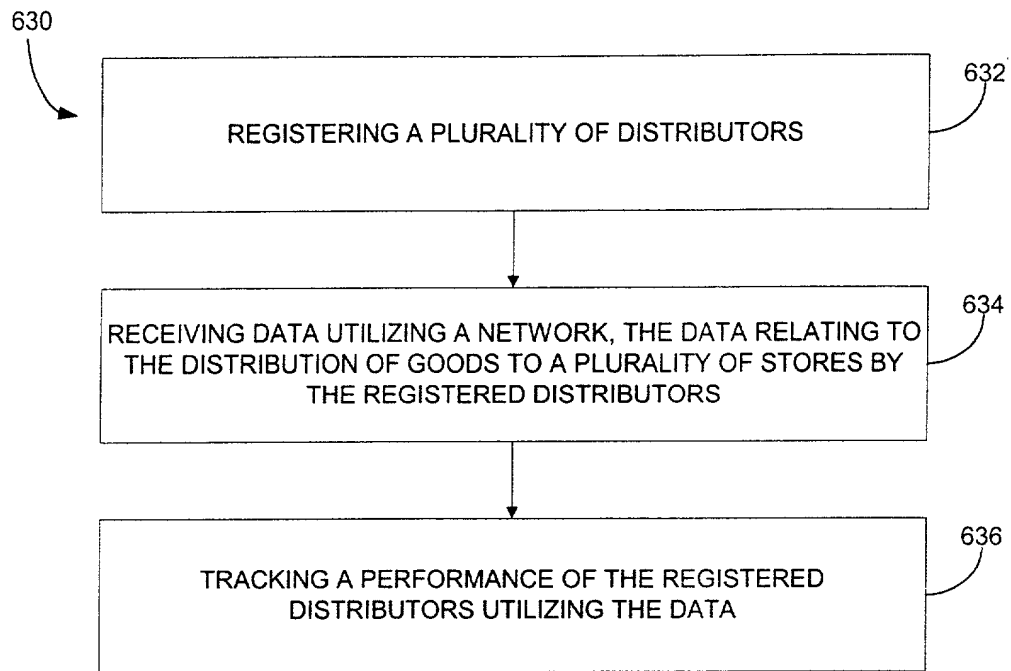 630
632
REGISTERING A PLURALITY OF DISTRIBUTORS
634
RECEIVING DATA UTILIZING A NETWORK, THE DATA RELATING TO
THE DISTRIBUTION OF GOODS TO A PLURALITY OF STORES BY
THE REGISTERED DISTRIBUTORS
636
TRACKING A PERFORMANCE OF THE REGISTERED
DISTRIBUTORS UTILIZING THE DATA